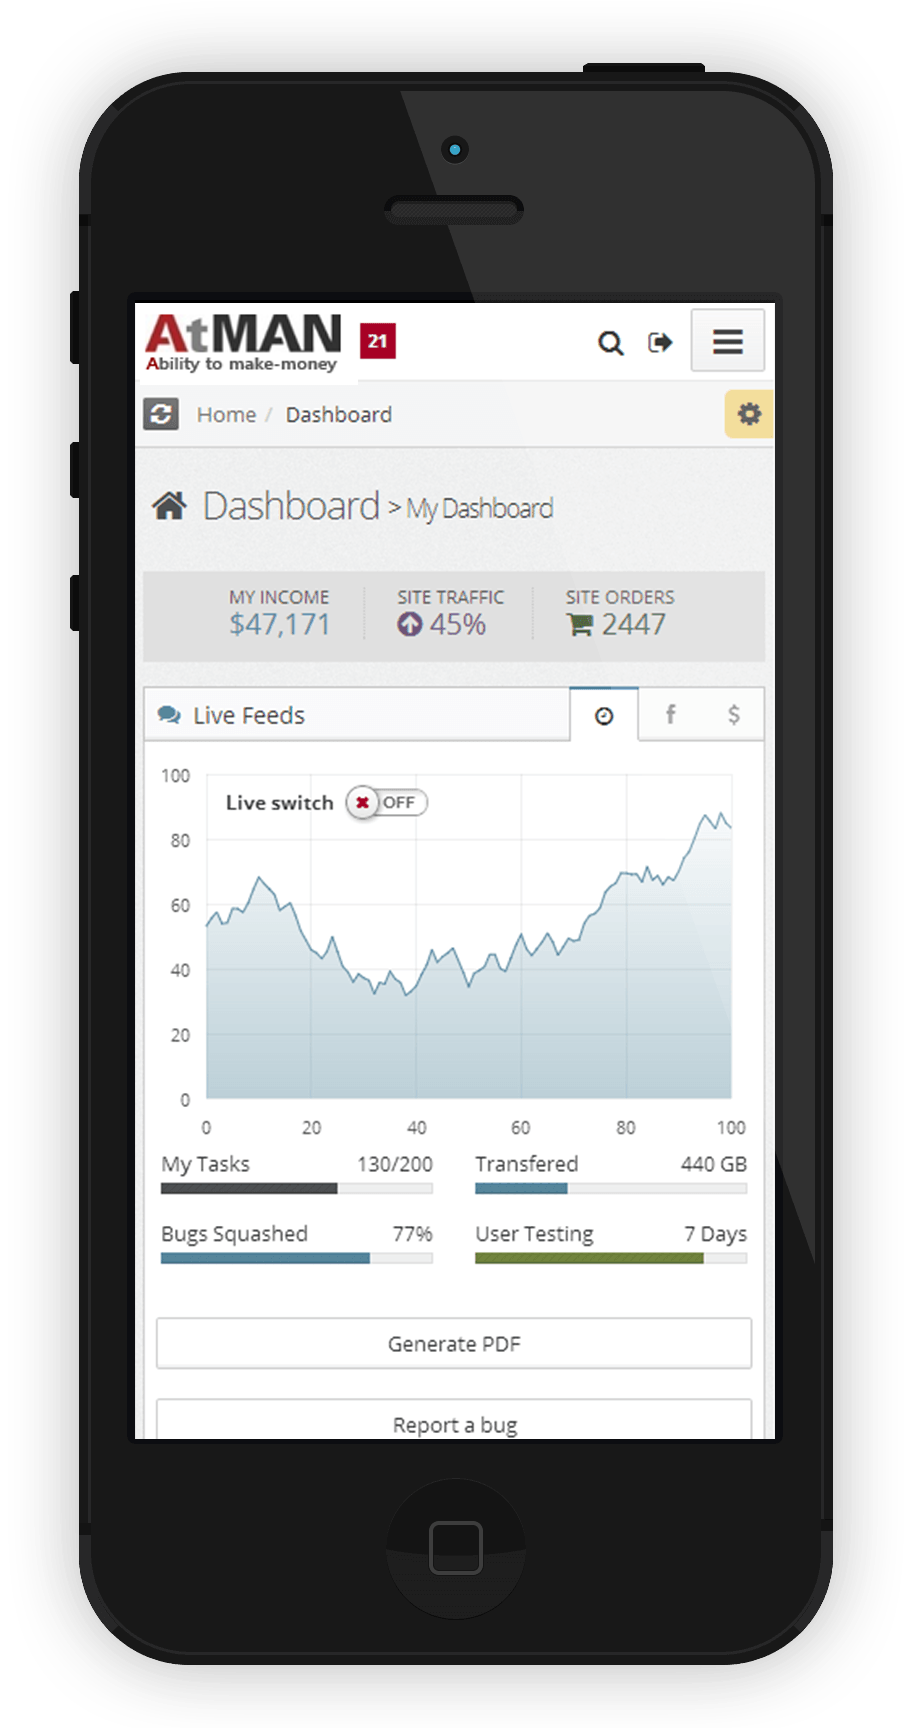 AtMAN
Ability to make-money
21
Home / Dashboard
Dashboard > My Dashboard
MY INCOME
$47,171
SITE TRAFFIC
45%
SITE ORDERS
2447
Live Feeds
f
$
Live switch
OFF
100
80
60
40
20
0
0 20 40 60 80 100
My Tasks 130/200
Transfered 440 GB
Bugs Squashed 77%
User Testing 7 Days
Generate PDF
Report a bug